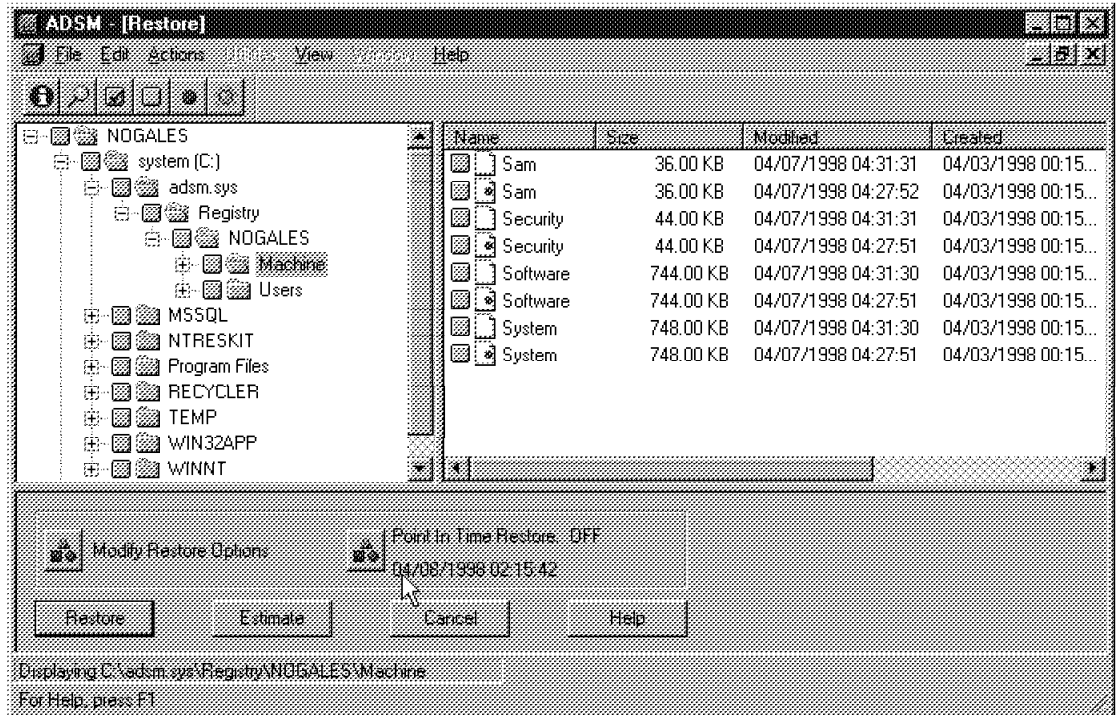 ADSM - [Restore]
File Edit Actions Utilities View Window Help
NOGALES
system (C:)
adsm.sys
Registry
NOGALES
Machine
Users
MSSQL
NTRESKIT
Program Files
RECYCLER
TEMP
WIN32APP
WINNT
Name Size Modified Created
Sam 36.00 KB 04/07/1998 04:31:31 04/03/1998 00:15...
Sam 36.00 KB 04/07/1998 04:27:52 04/03/1998 00:15...
Security 44.00 KB 04/07/1998 04:31:31 04/03/1998 00:15...
Security 44.00 KB 04/07/1998 04:27:51 04/03/1998 00:15...
Software 744.00 KB 04/07/1998 04:31:30 04/03/1998 00:15...
Software 744.00 KB 04/07/1998 04:27:51 04/03/1998 00:15...
System 748.00 KB 04/07/1998 04:31:30 04/03/1998 00:15...
System 748.00 KB 04/07/1998 04:27:51 04/03/1998 00:15...
Modify Restore Options
Point In Time Restore. OFF
04/08/1998 02:15:42
Restore Estimate Cancel Help
Displaying C:\adsm.sys\Registry\NOGALES\Machine
For Help, press F1